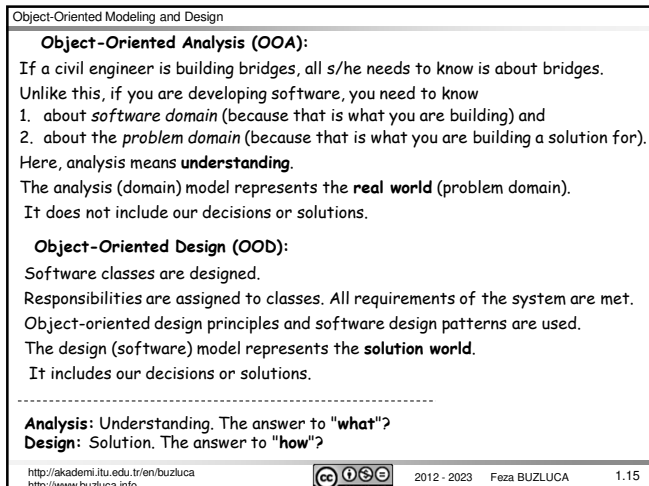 Object-Oriented Modeling and Design
Object-Oriented Analysis (OOA):
If a civil engineer is building bridges, all s/he needs to know is about bridges.
Unlike this, if you are developing software, you need to know
1. about software domain (because that is what you are building) and
2. about the problem domain (because that is what you are building a solution for).
Here, analysis means understanding.
The analysis (domain) model represents the real world (problem domain).
It does not include our decisions or solutions.
Object-Oriented Design (OOD):
Software classes are designed.
Responsibilities are assigned to classes. All requirements of the system are met.
Object-oriented design principles and software design patterns are used.
The design (software) model represents the solution world.
It includes our decisions or solutions.
Analysis: Understanding. The answer to "what"?
Design: Solution. The answer to "how"?
http://akademi.itu.edu.tr/en/buzluca
http://www.buzluca.info
cc 2012 - 2023 Feza BUZLUCA 1.15